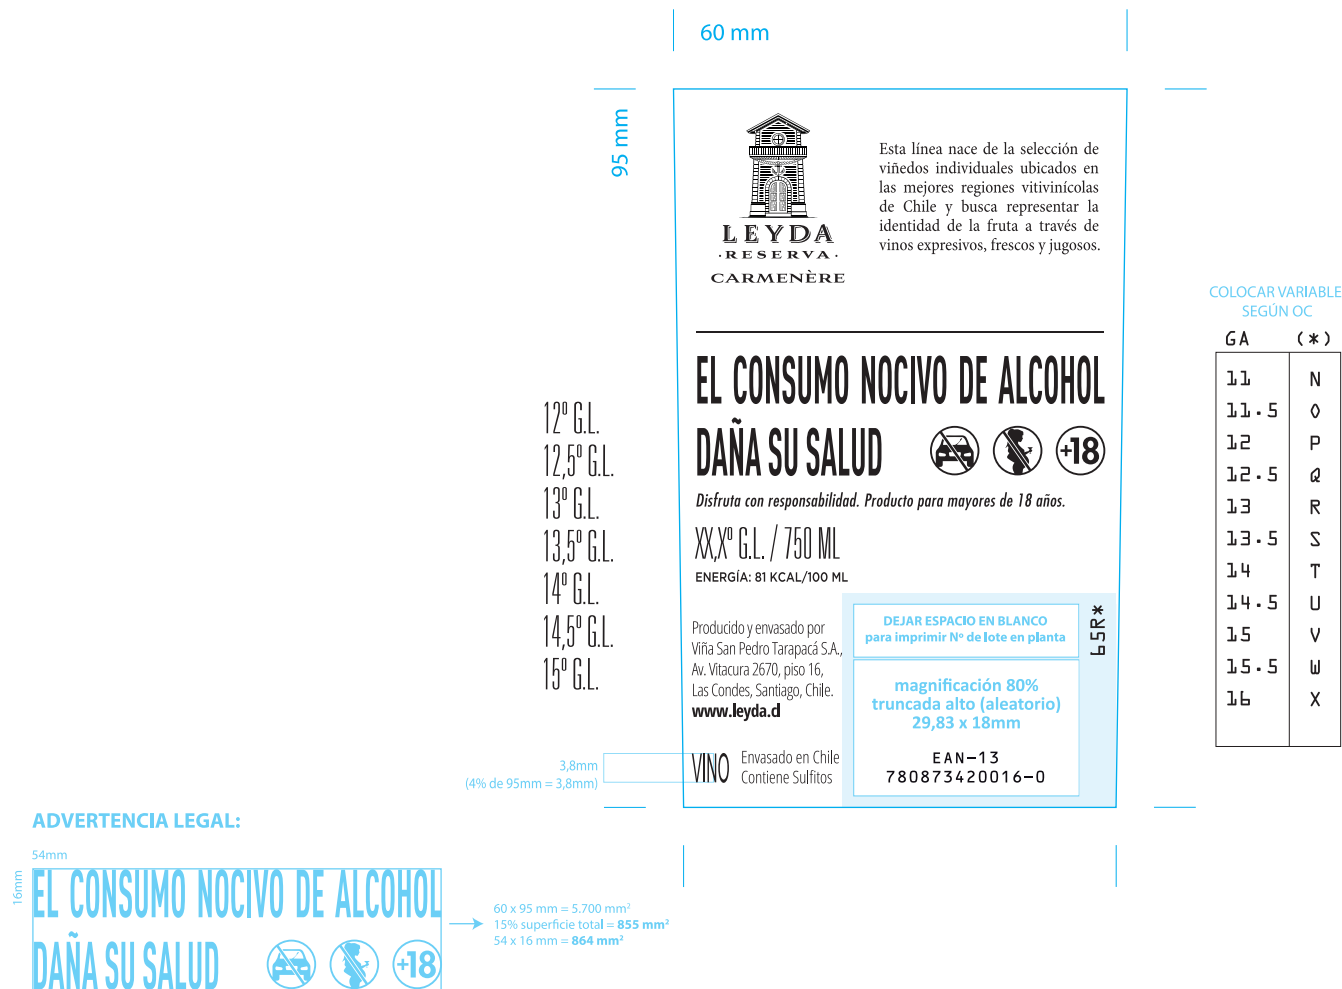 60 mm
95 mm
LEYDA
·RESERVA·
CARMENÈRE
Esta línea nace de la selección de
viñedos individuales ubicados en
las mejores regiones vitivinícolas
de Chile y busca representar la
identidad de la fruta a través de
vinos expresivos, frescos y jugosos.
EL CONSUMO NOCIVO DE ALCOHOL
DAÑA SU SALUD
+18
Disfruta con responsabilidad. Producto para mayores de 18 años.
XX,Xº G.L. / 750 ML
ENERGÍA: 81 KCAL/100 ML
Producido y envasado por
Viña San Pedro Tarapacá S.A.,
Av. Vitacura 2670, piso 16,
Las Condes, Santiago, Chile.
www.leyda.cl
VINO
Envasado en Chile
Contiene Sulfitos
DEJAR ESPACIO EN BLANCO
para imprimir Nº de lote en planta
65R*
magnificación 80%
truncada alto (aleatorio)
29,83 x 18mm
EAN-13
780873420016-0
12º G.L.
12,5º G.L.
13º G.L.
13,5º G.L.
14º G.L.
14,5º G.L.
15º G.L.
3,8mm
(4% de 95mm = 3,8mm)
COLOCAR VARIABLE
SEGÚN OC
GA (*)
11 N
11.5 O
12 P
12.5 Q
13 R
13.5 S
14 T
14.5 U
15 V
15.5 W
16 X
ADVERTENCIA LEGAL:
54mm
16mm
EL CONSUMO NOCIVO DE ALCOHOL
DAÑA SU SALUD
+18
60 x 95 mm = 5.700 mm²
15% superficie total = 855 mm²
54 x 16 mm = 864 mm²